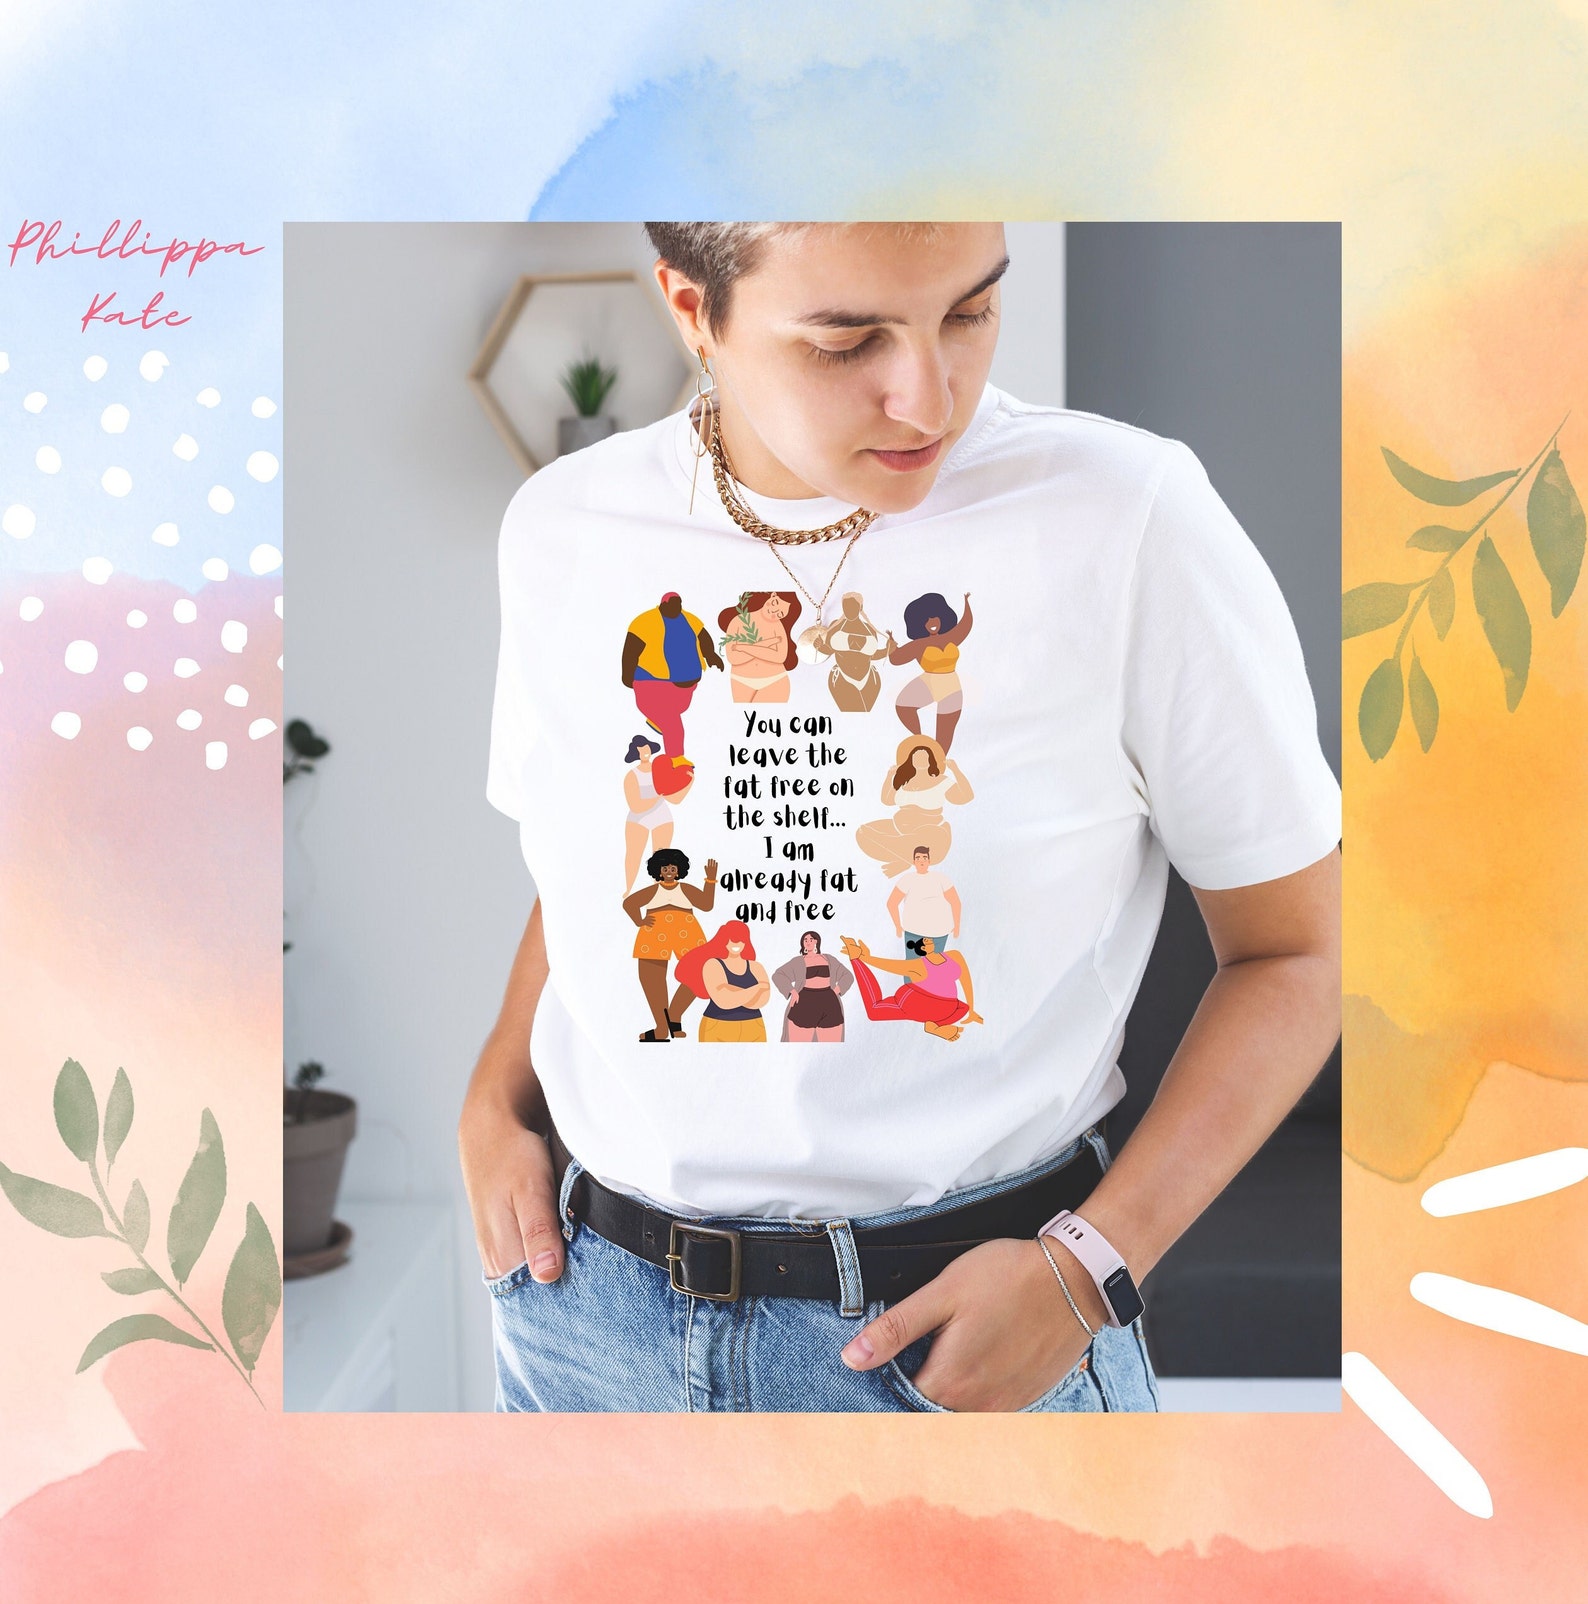 Phillippa
Kate
You can
leave the
fat free on
the shelf...
I am
already fat
and free